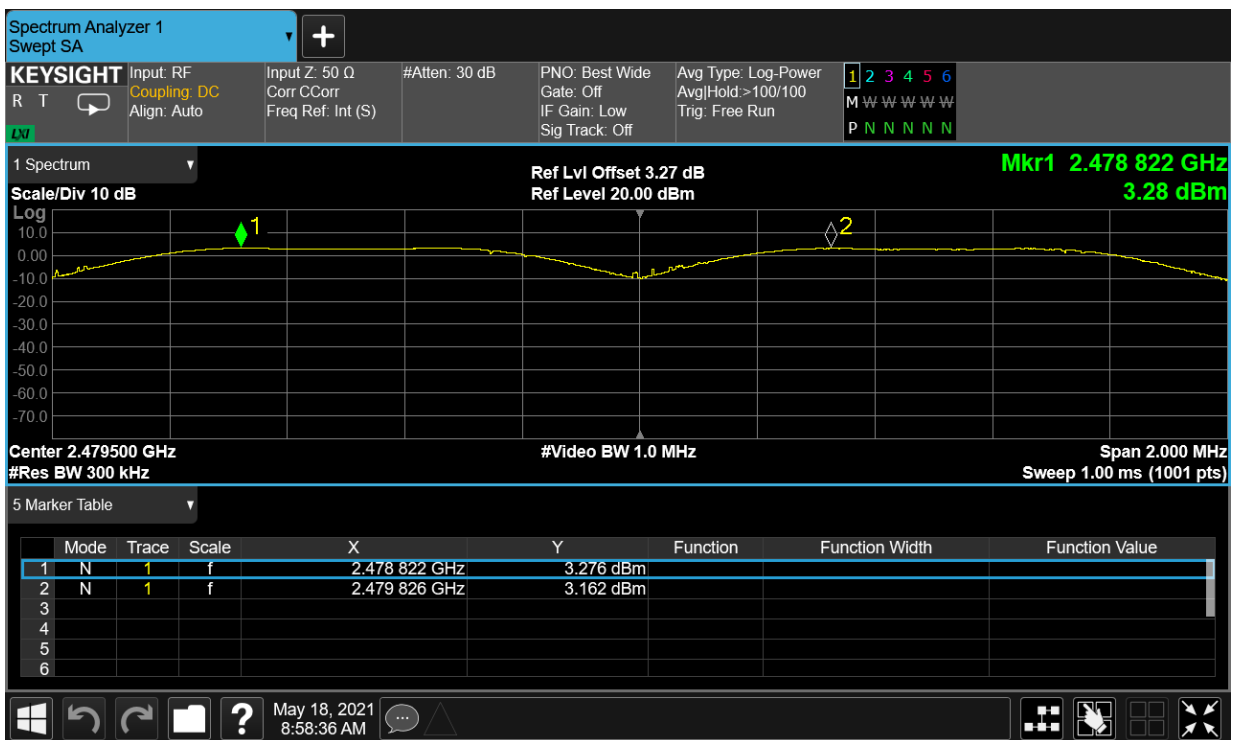 Spectrum Analyzer 1
Swept SA
+
KEYSIGHT Input: RF Input Z: 50 Ω #Atten: 30 dB PNO: Best Wide Avg Type: Log-Power 1 2 3 4 5 6
R T Coupling: DC Corr CCorr Gate: Off Avg|Hold:>100/100 M W W W W W
Align: Auto Freq Ref: Int (S) IF Gain: Low Trig: Free Run
LXI Sig Track: Off P N N N N N
1 Spectrum Ref Lvl Offset 3.27 dB Mkr1 2.478 822 GHz
Scale/Div 10 dB Ref Level 20.00 dBm 3.28 dBm
Log
1 2
10.0
0.00
-10.0
-20.0
-30.0
-40.0
-50.0
-60.0
-70.0
Center 2.479500 GHz #Video BW 1.0 MHz Span 2.000 MHz
#Res BW 300 kHz Sweep 1.00 ms (1001 pts)
5 Marker Table
Mode Trace Scale X Y Function Function Width Function Value
1 N 1 f 2.478 822 GHz 3.276 dBm
2 N 1 f 2.479 826 GHz 3.162 dBm
3
4
5
6
? May 18, 2021
8:58:36 AM